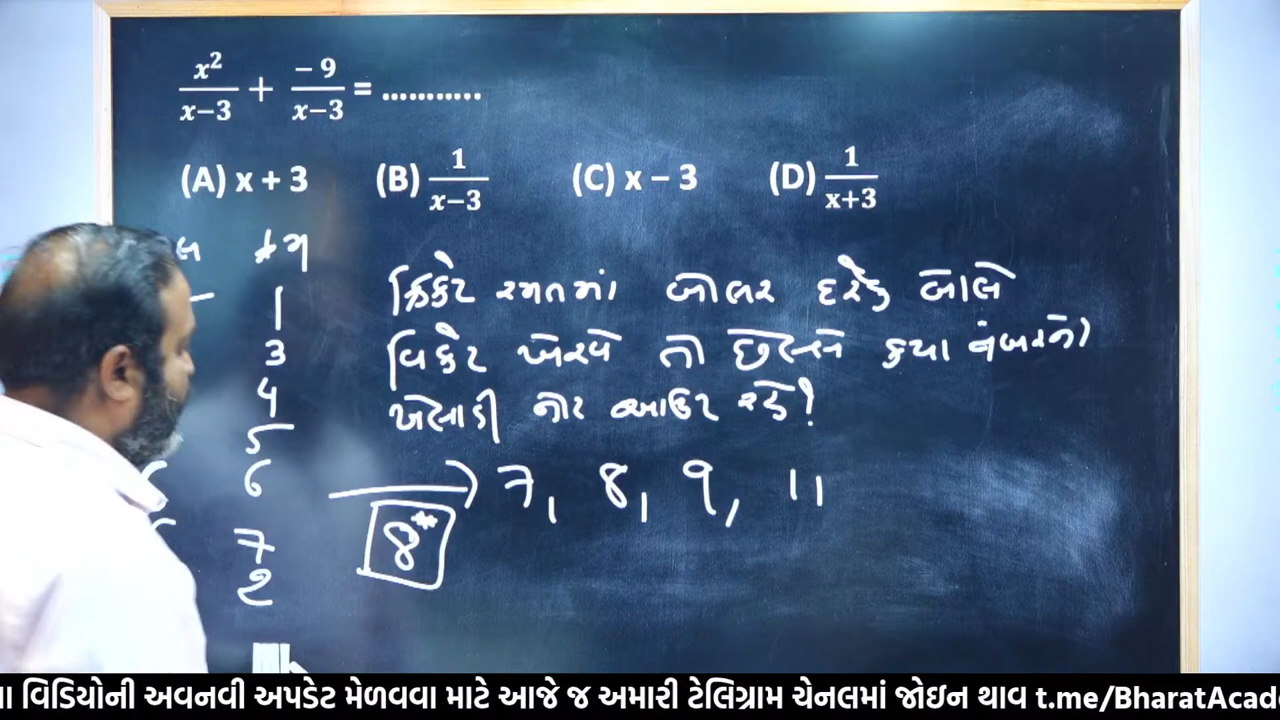 x²/(x−3) + −9/(x−3) = ...........
(A) x + 3 (B) 1/(x−3) (C) x – 3 (D) 1/(x+3)
1
3
4
5
6
7
2
ક્રિકેટ રમતમાં બોલર દરેક બોલે
વિકેટ ખેરવે તો છેલ્લે કયા નંબરનો
ખેલાડી નોટ આઉટ રહે?
7, 8, 9, 11
8*
ા વિડિયોની અવનવી અપડેટ મેળવવા માટે આજે જ અમારી ટેલિગ્રામ ચેનલમાં જોઇન થાવ t.me/BharatAcad